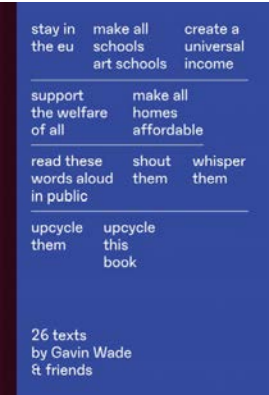 stay in
the eu
make all
schools
art schools
create a
universal
income
support
the welfare
of all
make all
homes
affordable
read these
words aloud
in public
shout
them
whisper
them
upcycle
them
upcycle
this
book
26 texts
by Gavin Wade
& friends